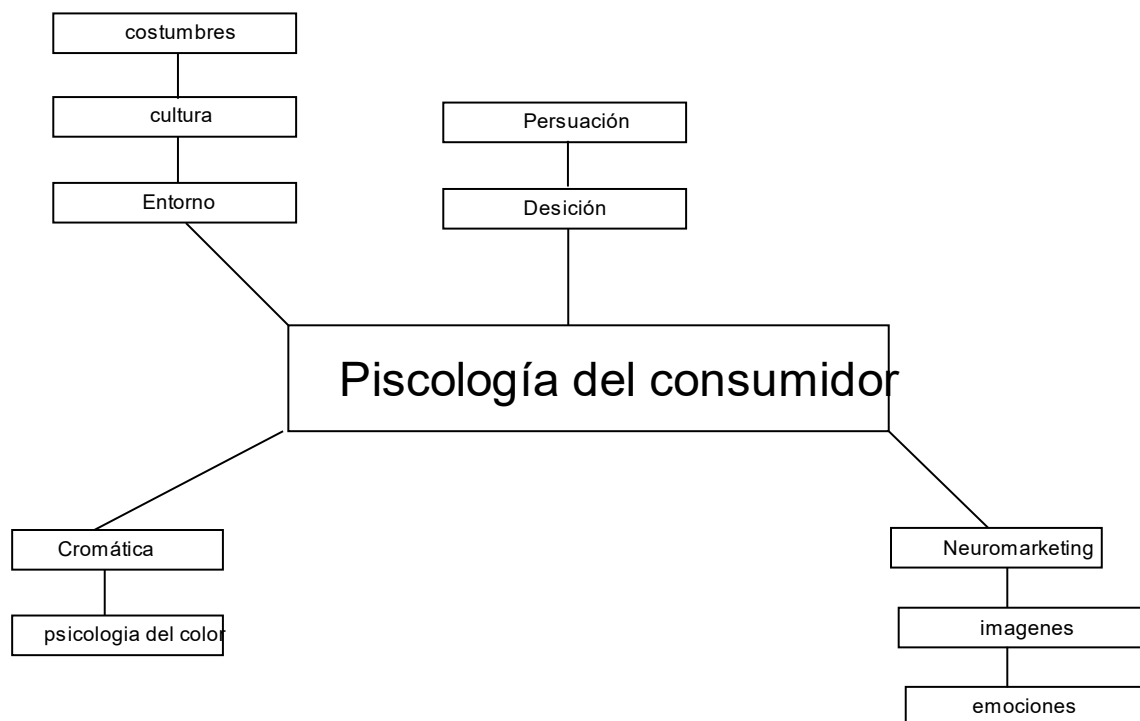 costumbres
cultura
Entorno
Persuación
Desición
Piscología del consumidor
Cromática
psicologia del color
Neuromarketing
imagenes
emociones